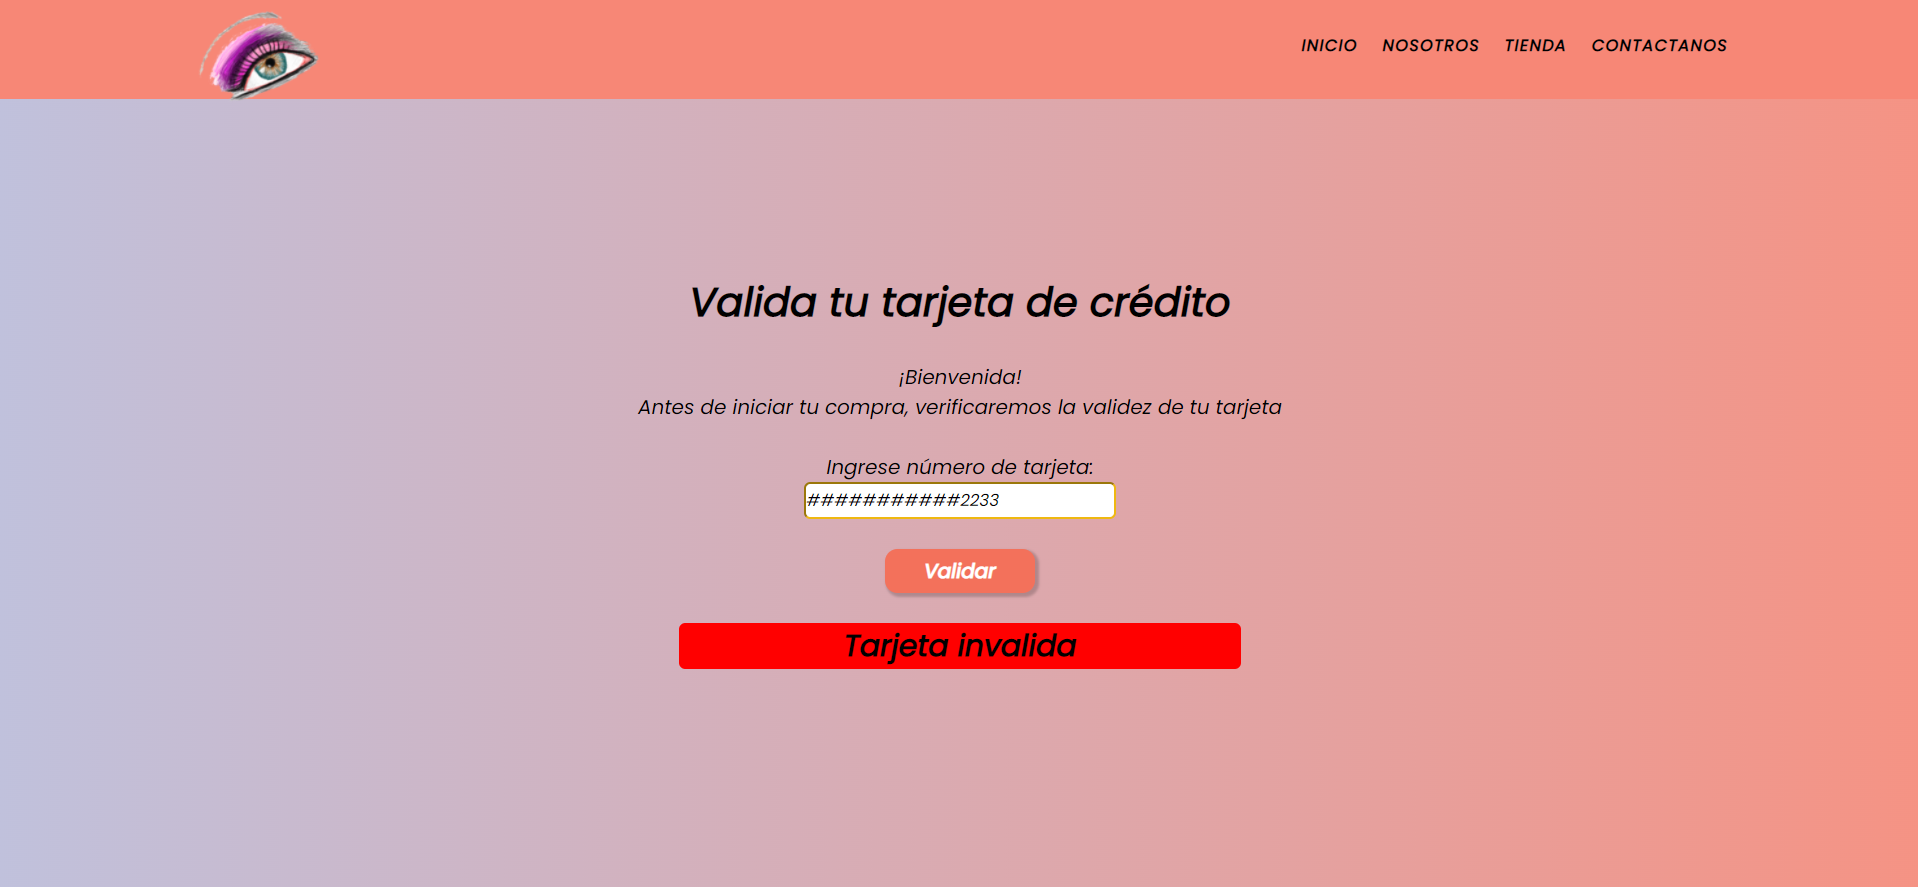 INICIO NOSOTROS TIENDA CONTACTANOS
Valida tu tarjeta de crédito
¡Bienvenida!
Antes de iniciar tu compra, verificaremos la validez de tu tarjeta
Ingrese número de tarjeta:
###########2233
Validar
Tarjeta invalida